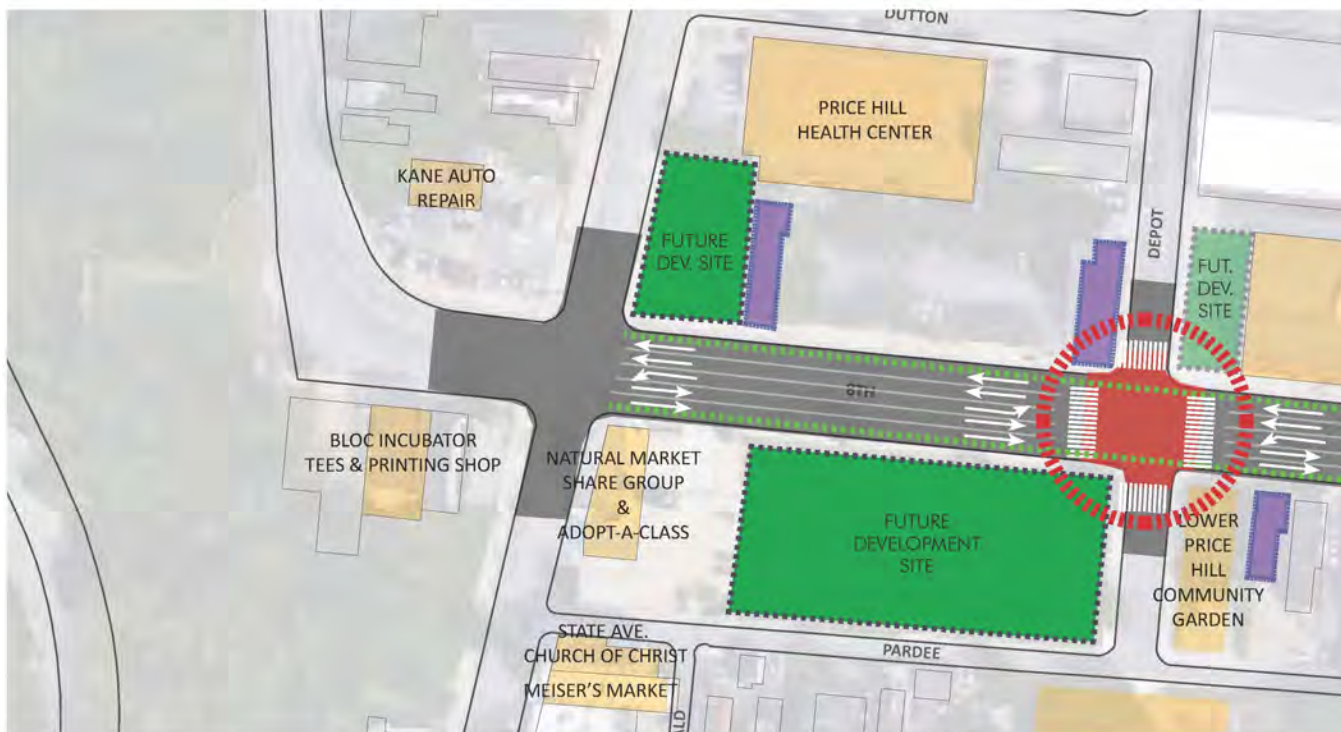 DUTTON
PRICE HILL
HEALTH CENTER
KANE AUTO
REPAIR
DEPOT
FUTURE
DEV. SITE
FUT.
DEV.
SITE
8TH
BLOC INCUBATOR
TEES & PRINTING SHOP
NATURAL MARKET
SHARE GROUP
&
ADOPT-A-CLASS
FUTURE
DEVELOPMENT
SITE
LOWER
PRICE
HILL
COMMUNITY
GARDEN
STATE AVE.
CHURCH OF CHRIST
MEISER'S MARKET
PARDEE
ALD